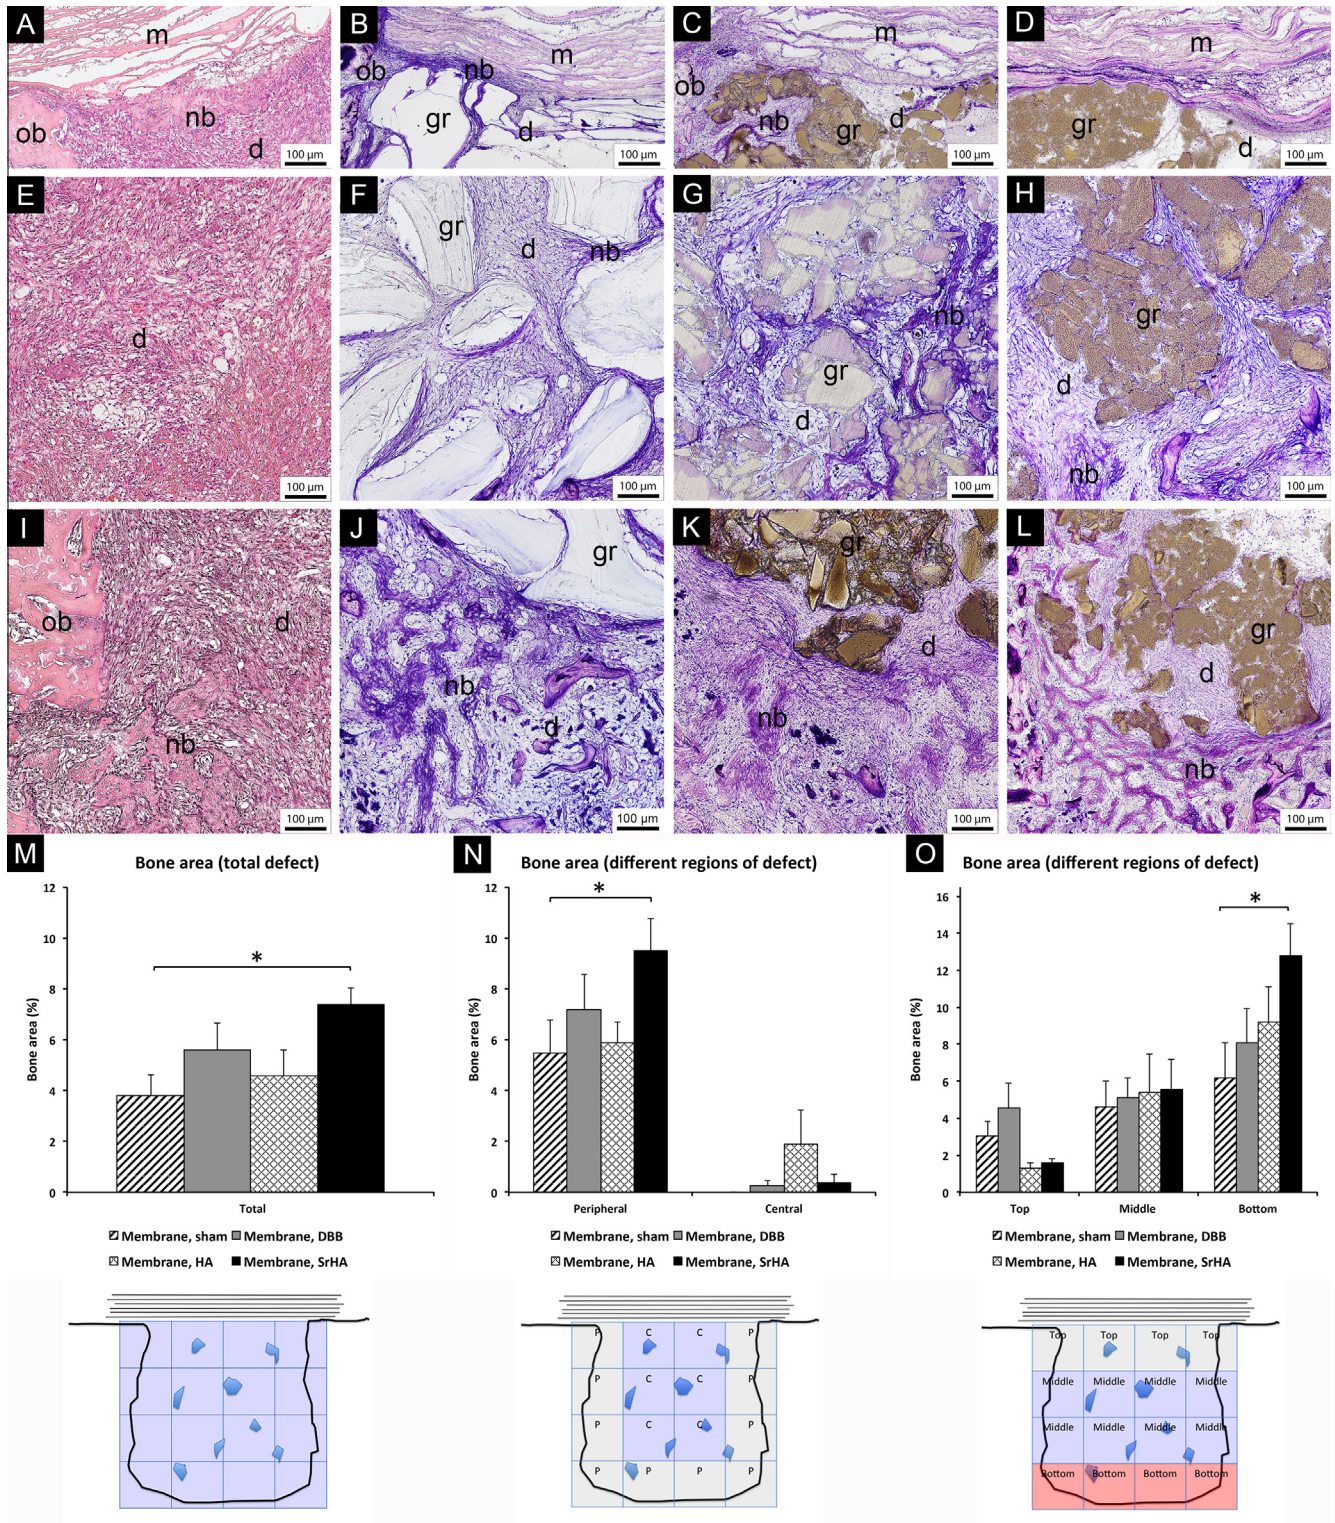 A
m
ob
nb
d
100 µm
B
ob
nb
m
gr
d
100 µm
C
m
ob
nb
gr
d
100 µm
D
m
gr
d
100 µm
E
d
100 µm
F
gr
d
nb
100 µm
G
nb
gr
d
100 µm
H
gr
d
nb
100 µm
I
ob
d
nb
100 µm
J
gr
nb
d
100 µm
K
gr
d
nb
100 µm
L
gr
d
nb
100 µm
M
Bone area (total defect)
Bone area (%)
12
10
8
6
4
2
0
*
Total
Membrane, sham Membrane, DBB
Membrane, HA Membrane, SrHA
N
Bone area (different regions of defect)
Bone area (%)
12
10
8
6
4
2
0
*
Peripheral Central
Membrane, sham Membrane, DBB
Membrane, HA Membrane, SrHA
O
Bone area (different regions of defect)
Bone area (%)
16
14
12
10
8
6
4
2
0
*
Top Middle Bottom
Membrane, sham Membrane, DBB
Membrane, HA Membrane, SrHA
P C C P
P C C P
P C C P
P P P P
Top Top Top Top
Middle Middle Middle Middle
Middle Middle Middle Middle
Bottom Bottom Bottom Bottom